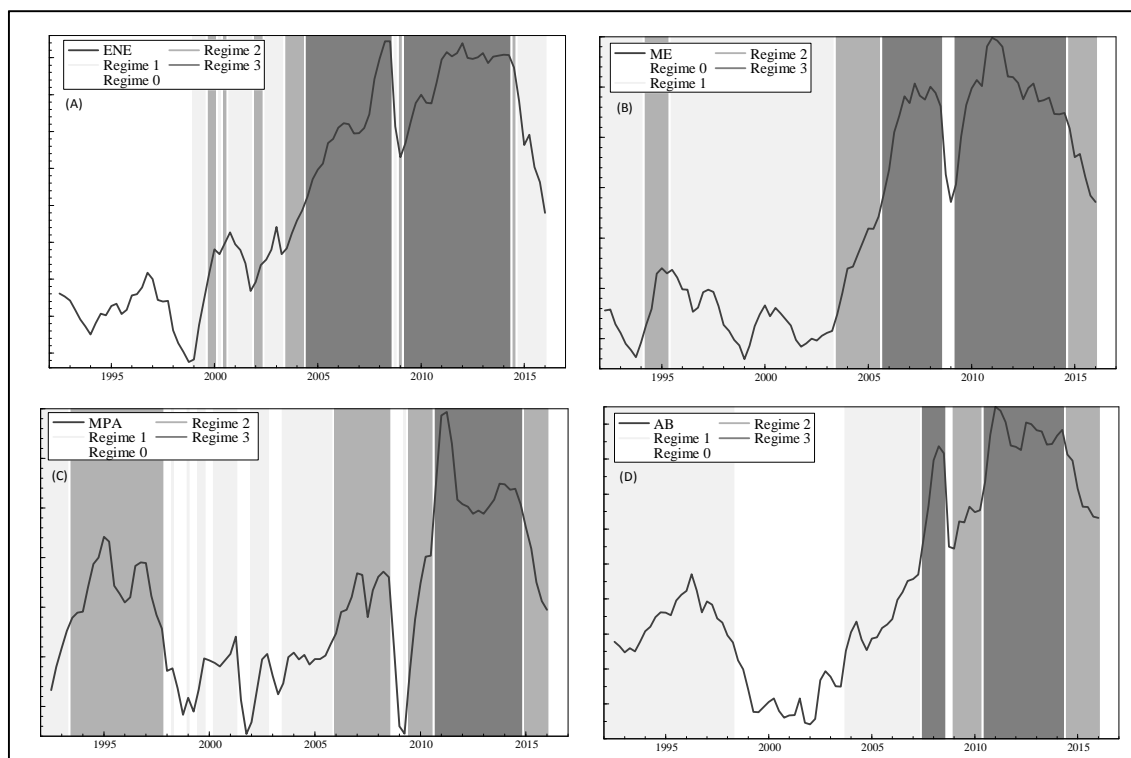 ENE Regime 2
Regime 1 Regime 3
Regime 0
(A)
1995 2000 2005 2010 2015
ME Regime 2
Regime 0 Regime 3
Regime 1
(B)
1995 2000 2005 2010 2015
MPA Regime 2
Regime 1 Regime 3
Regime 0
(C)
1995 2000 2005 2010 2015
AB Regime 2
Regime 1 Regime 3
Regime 0
(D)
1995 2000 2005 2010 2015